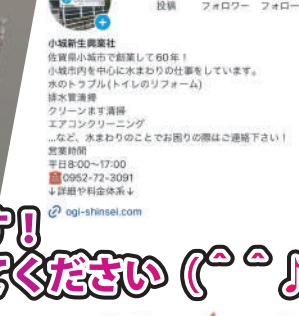 投稿 フォロワー フォロー
小城新生興業社
佐賀県小城市で創業して60年！
小城市内を中心に水まわりの仕事をしています。
水のトラブル(トイレのリフォーム)
排水管清掃
クリーンます清掃
エアコンクリーニング
...など、水まわりのことでお困りの際はご連絡下さい！
営業時間
平日8:00〜17:00
☎0952-72-3091
↓詳細や料金体系↓
ogi-shinsei.com
す！
てください（＾＾♪